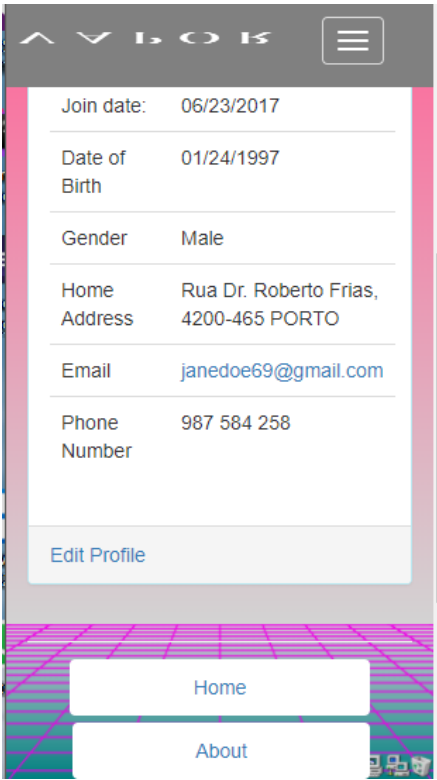 Join date: 06/23/2017
Date of Birth 01/24/1997
Gender Male
Home Address Rua Dr. Roberto Frias,
4200-465 PORTO
Email janedoe69@gmail.com
Phone Number 987 584 258
Edit Profile
Home
About